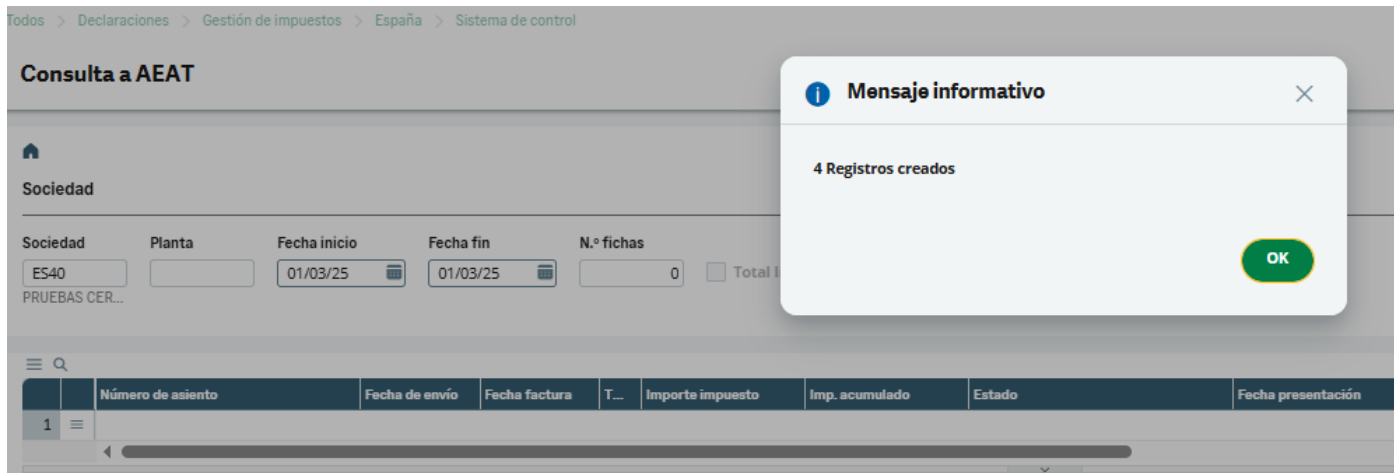 Todos > Declaraciones > Gestión de impuestos > España > Sistema de control
Consulta a AEAT
Mensaje informativo
4 Registros creados
OK
Sociedad
Sociedad Planta Fecha inicio Fecha fin N.º fichas
ES40 01/03/25 01/03/25 0 Total
PRUEBAS CER...
Número de asiento Fecha de envío Fecha factura T... Importe impuesto Imp. acumulado Estado Fecha presentación
1